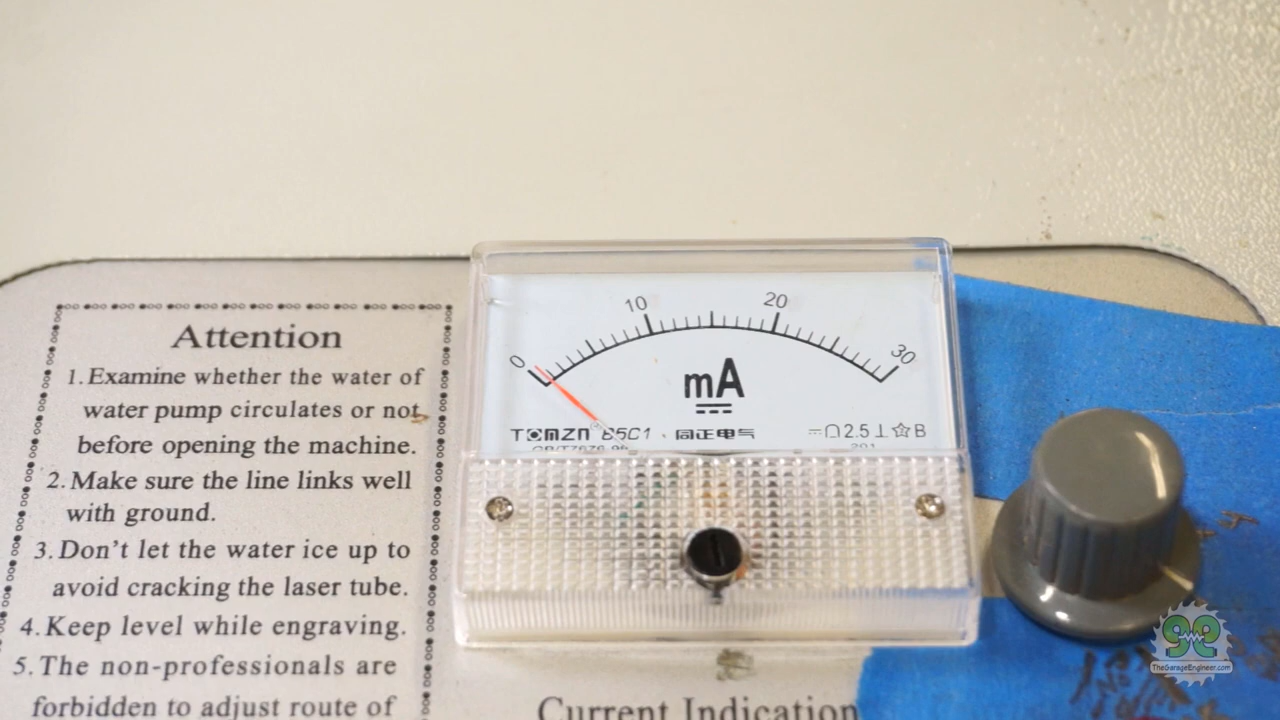 Attention
1.Examine whether the water of
water pump circulates or not
before opening the machine.
2.Make sure the line links well
with ground.
3.Don't let the water ice up to
avoid cracking the laser tube.
4.Keep level while engraving.
5.The non-professionals are
forbidden to adjust route of
0 10 20 30
mA
TOMZN 85C1 同正电气 2.5 B
Current Indication
TheGarageEngineer.com